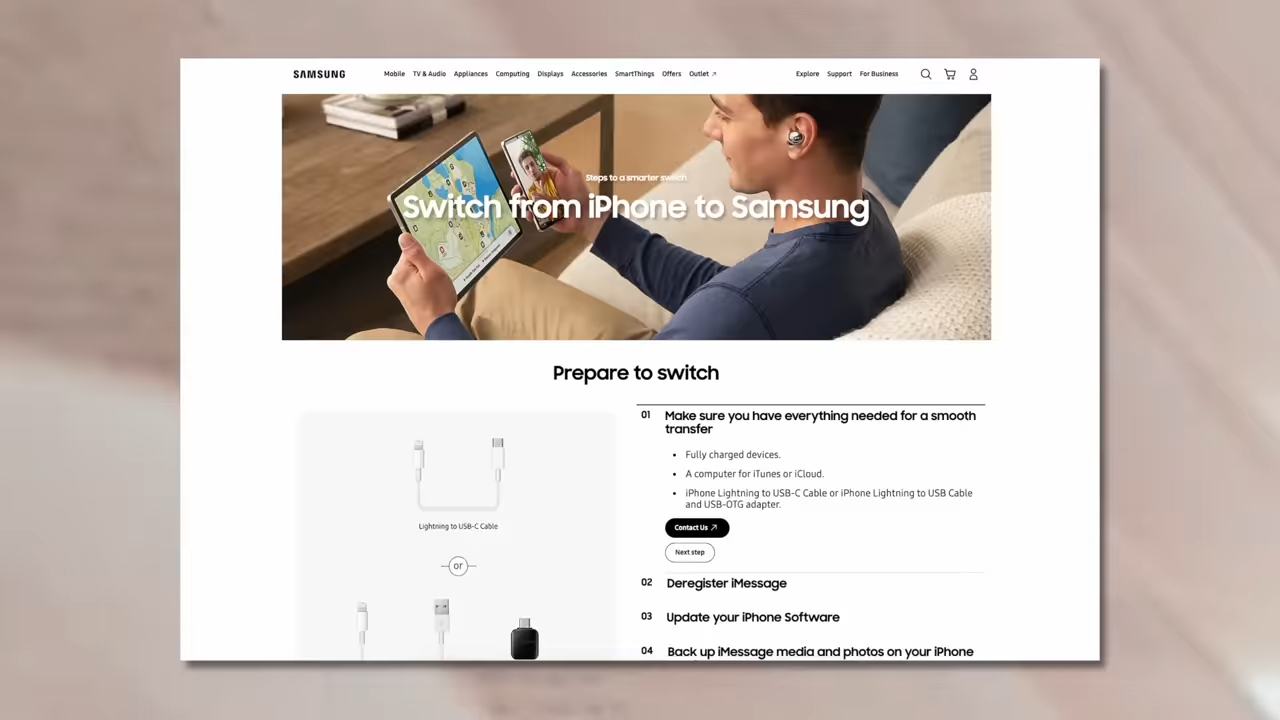 SAMSUNG
Mobile TV & Audio Appliances Computing Displays Accessories SmartThings Offers Outlet ↗ Explore Support For Business
Steps to a smarter switch
Switch from iPhone to Samsung
Prepare to switch
01 Make sure you have everything needed for a smooth
transfer
• Fully charged devices.
• A computer for iTunes or iCloud.
• iPhone Lightning to USB-C Cable or iPhone Lightning to USB Cable
and USB-OTG adapter.
Contact Us ↗
Next step
02 Deregister iMessage
03 Update your iPhone Software
04 Back up iMessage media and photos on your iPhone
Lightning to USB-C Cable
or